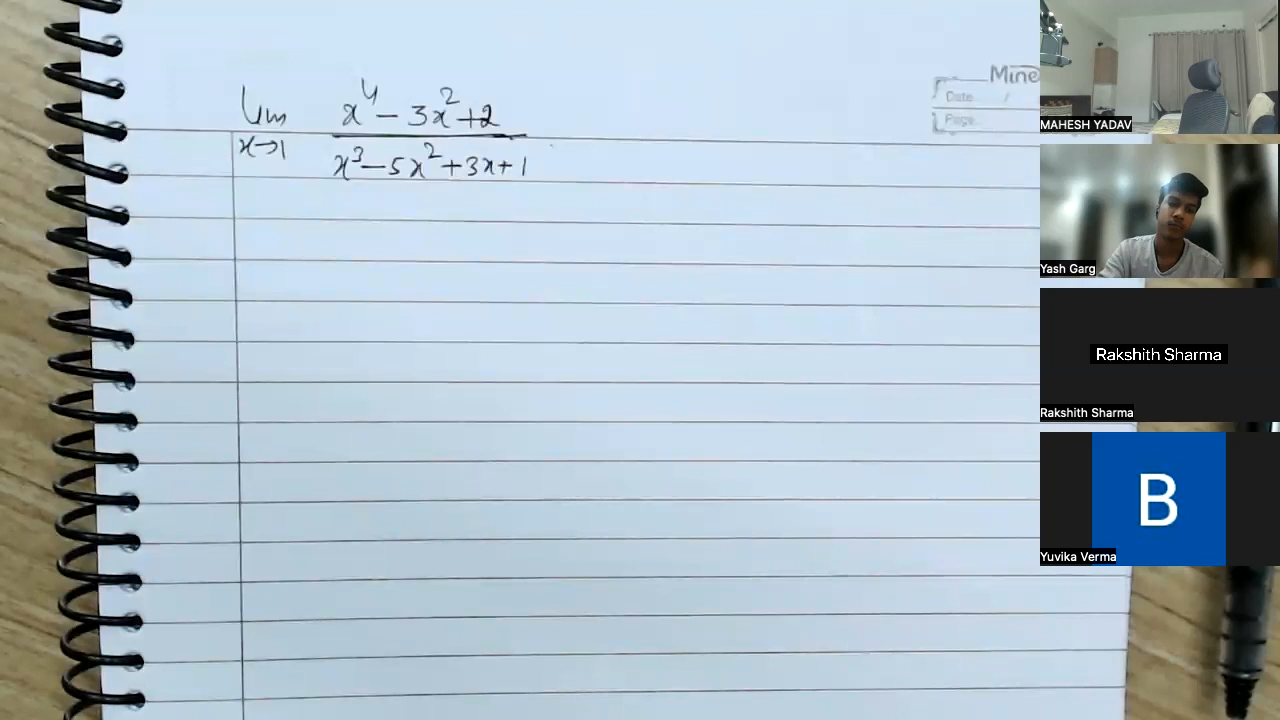 lim x→1 (x⁴ - 3x² + 2) / (x³ - 5x² + 3x + 1)
Mine
Date /
Page
MAHESH YADAV
Yash Garg
Rakshith Sharma
Rakshith Sharma
B
Yuvika Verma